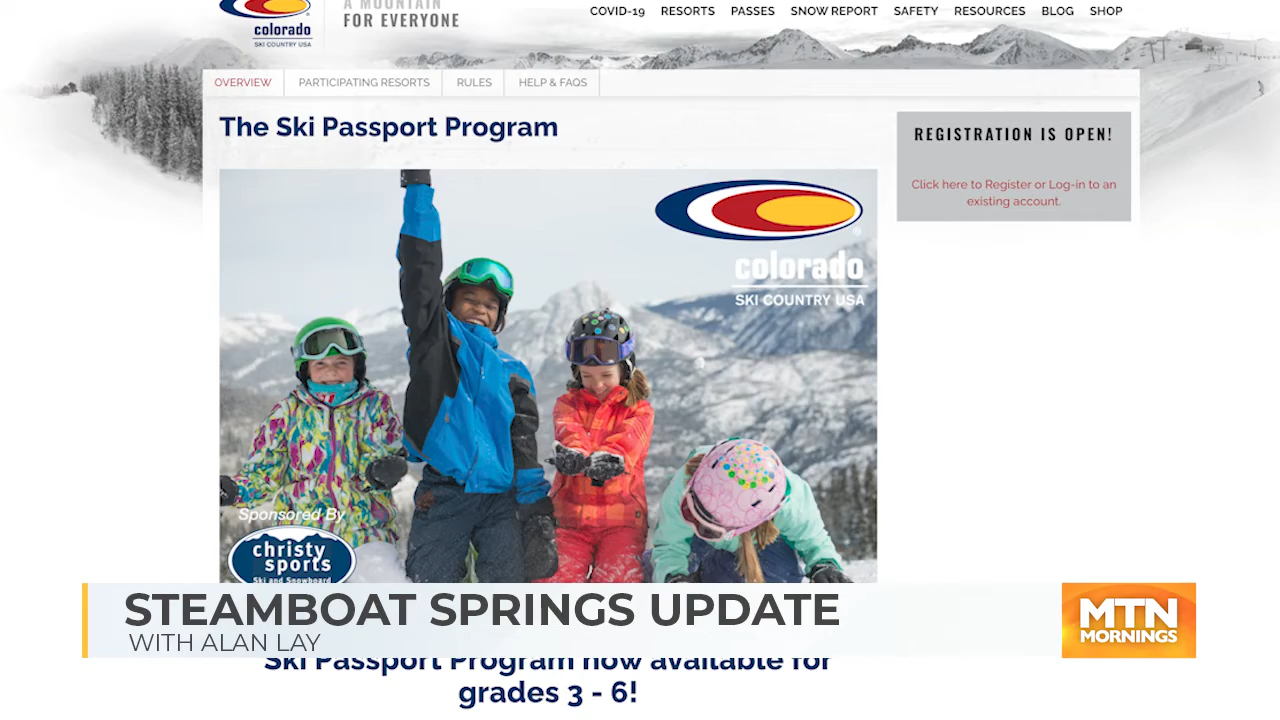 A MOUNTAIN
FOR EVERYONE
colorado
SKI COUNTRY USA
COVID-19 RESORTS PASSES SNOW REPORT SAFETY RESOURCES BLOG SHOP
OVERVIEW PARTICIPATING RESORTS RULES HELP & FAQS
The Ski Passport Program
REGISTRATION IS OPEN!
Click here to Register or Log-in to an
existing account.
colorado
SKI COUNTRY USA
Sponsored By
christy
sports
Ski and Snowboard
STEAMBOAT SPRINGS UPDATE
WITH ALAN LAY
MTN
MORNINGS
Ski Passport Program now available for
grades 3 - 6!